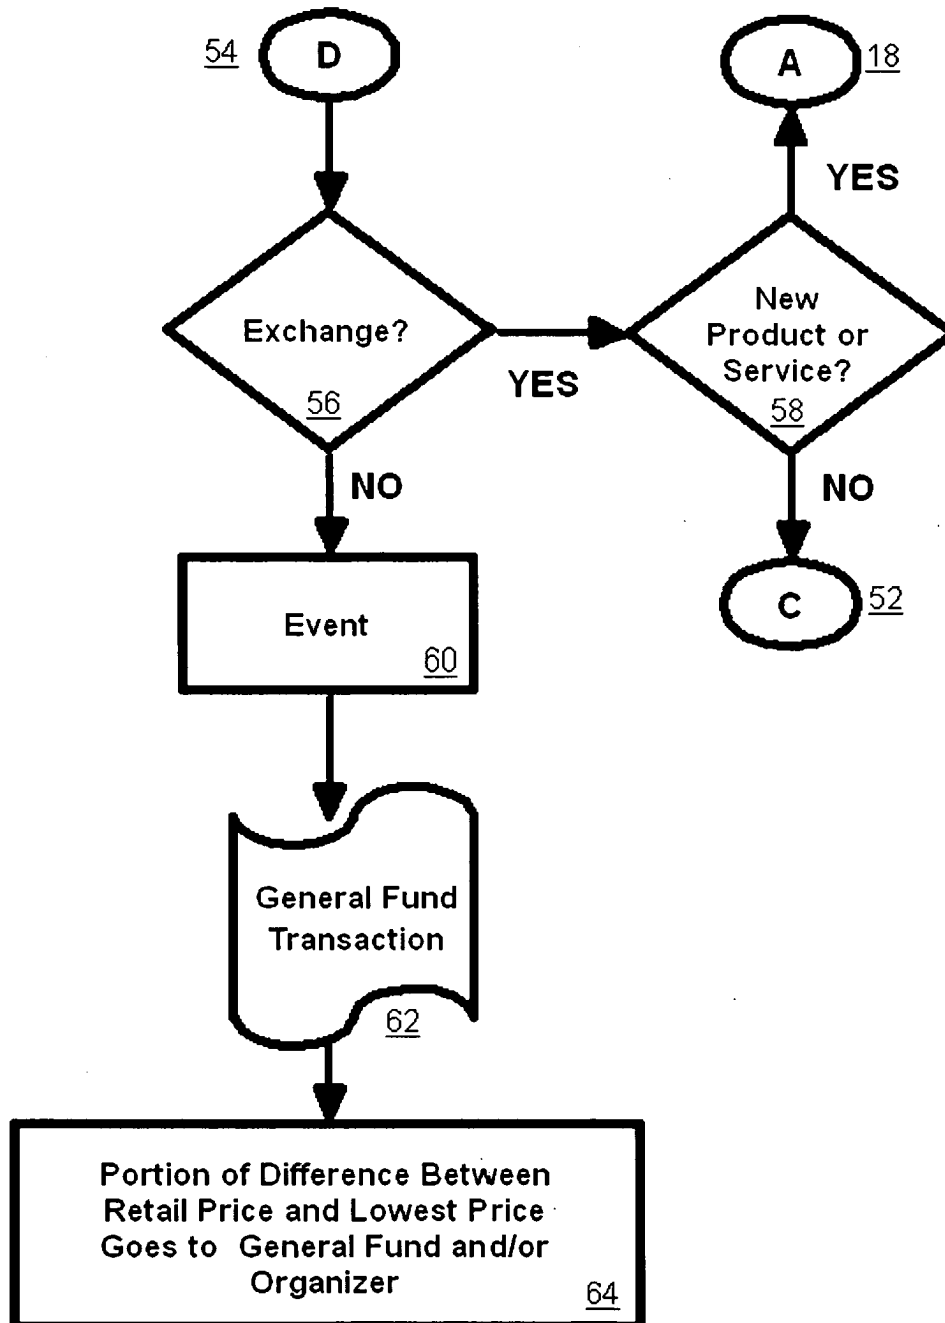 54 D
A 18
YES
Exchange?
56
YES
New
Product or
Service?
58
NO
NO
C 52
Event
60
General Fund
Transaction
62
Portion of Difference Between
Retail Price and Lowest Price
Goes to General Fund and/or
Organizer
64